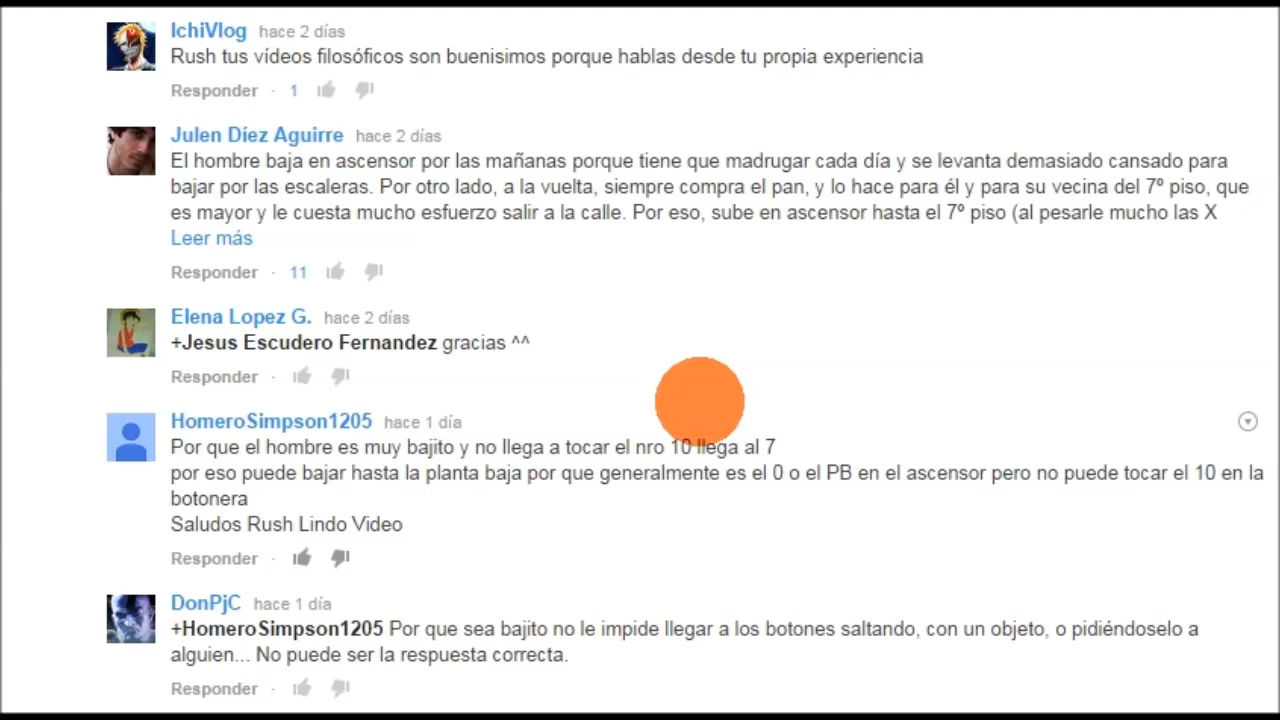 IchiVlog hace 2 días
Rush tus vídeos filosóficos son buenisimos porque hablas desde tu propia experiencia
Responder · 1
Julen Díez Aguirre hace 2 días
El hombre baja en ascensor por las mañanas porque tiene que madrugar cada día y se levanta demasiado cansado para
bajar por las escaleras. Por otro lado, a la vuelta, siempre compra el pan, y lo hace para él y para su vecina del 7º piso, que
es mayor y le cuesta mucho esfuerzo salir a la calle. Por eso, sube en ascensor hasta el 7º piso (al pesarle mucho las X
Leer más
Responder · 11
Elena Lopez G. hace 2 días
+Jesus Escudero Fernandez gracias ^^
Responder ·
HomeroSimpson1205 hace 1 día
Por que el hombre es muy bajito y no llega a tocar el nro 10 llega al 7
por eso puede bajar hasta la planta baja por que generalmente es el 0 o el PB en el ascensor pero no puede tocar el 10 en la
botonera
Saludos Rush Lindo Video
Responder ·
DonPjC hace 1 día
+HomeroSimpson1205 Por que sea bajito no le impide llegar a los botones saltando, con un objeto, o pidiéndoselo a
alguien... No puede ser la respuesta correcta.
Responder ·